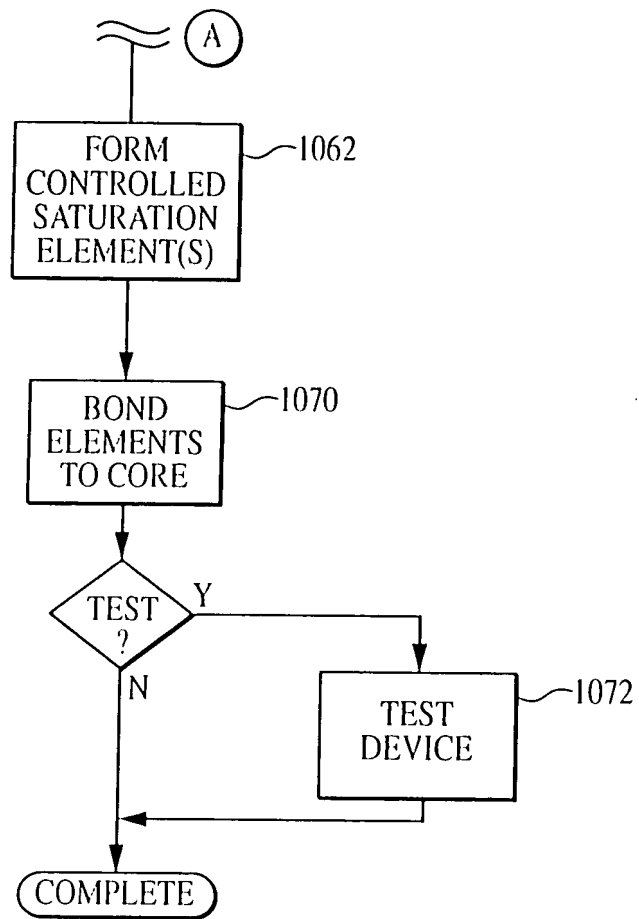 A
FORM
CONTROLLED
SATURATION
ELEMENT(S)
1062
BOND
ELEMENTS
TO CORE
1070
TEST
?
Y
N
TEST
DEVICE
1072
COMPLETE